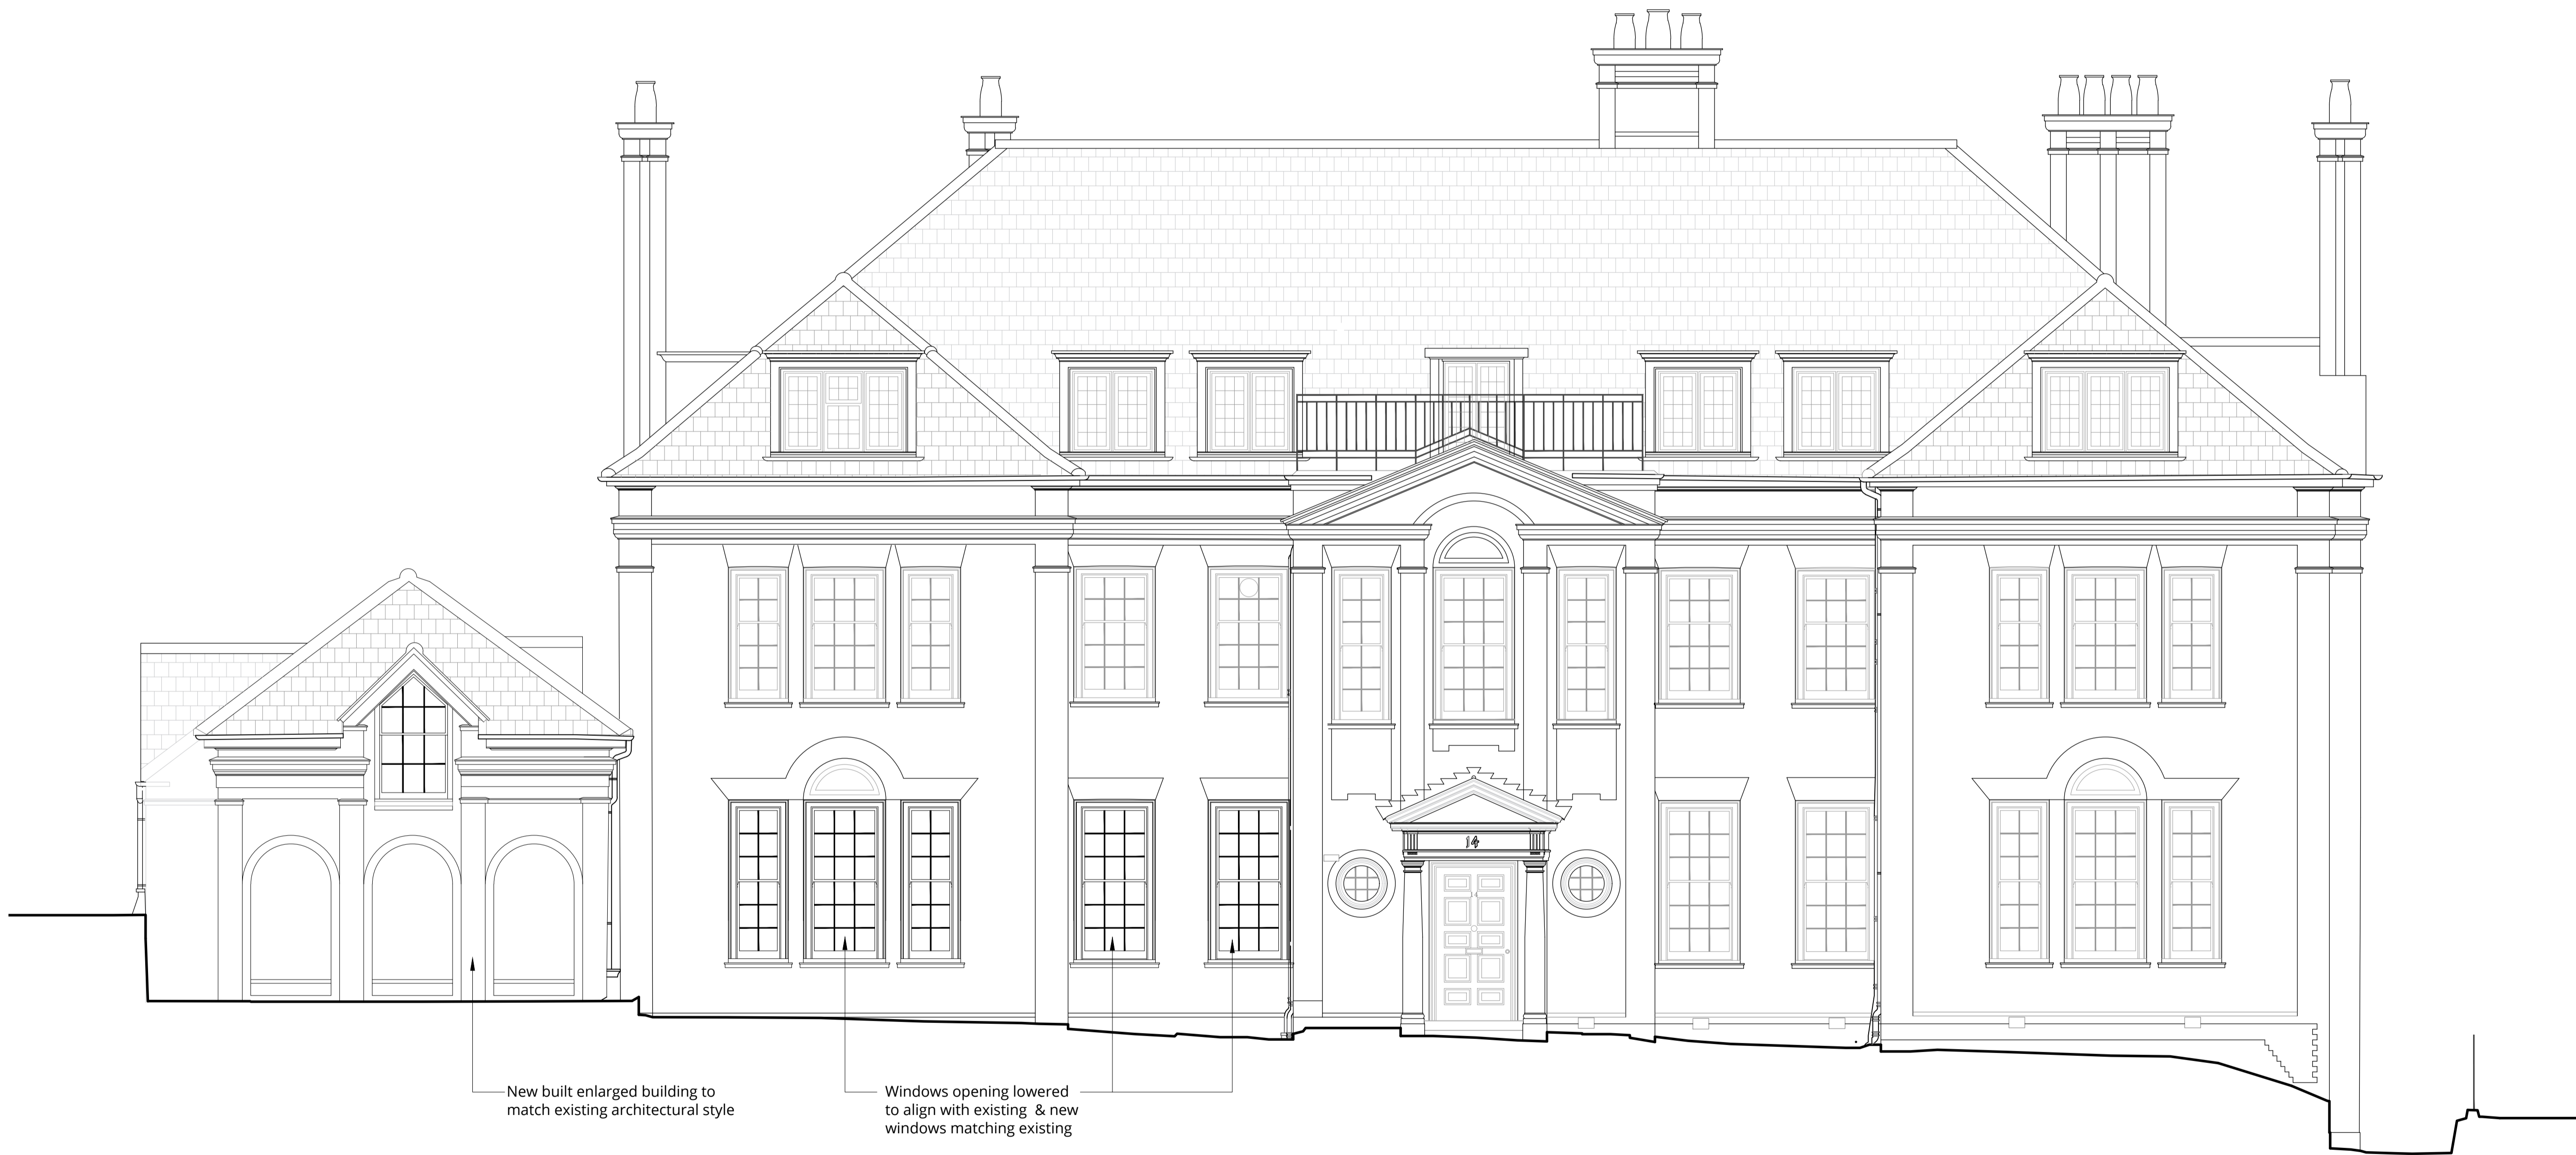 14
New built enlarged building to
match existing architectural style
Windows opening lowered
to align with existing & new
windows matching existing